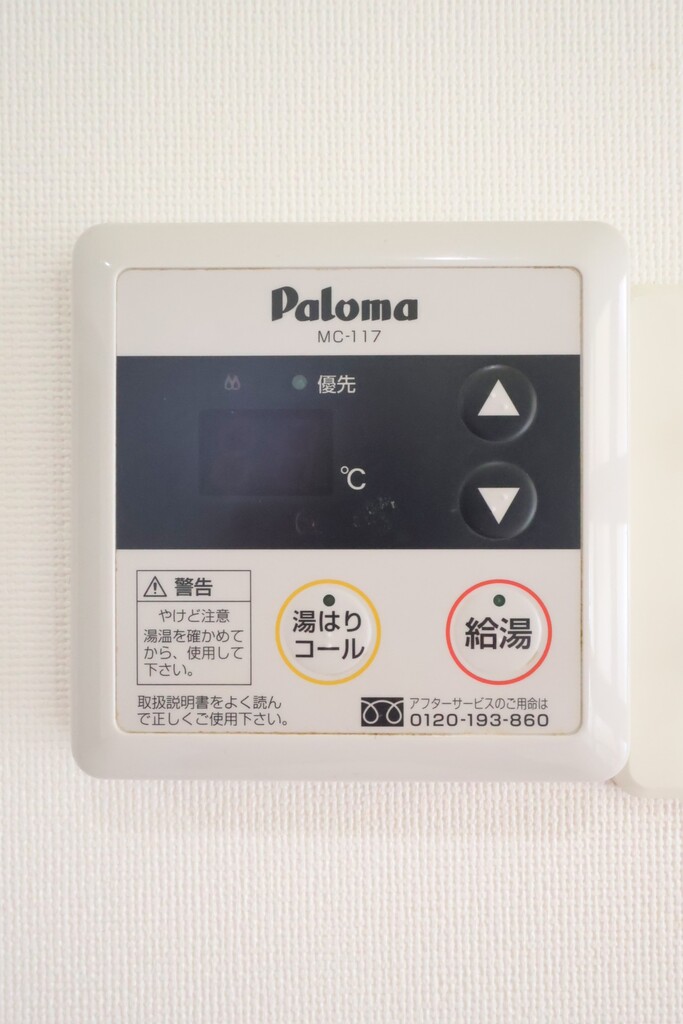 Paloma
MC-117
優先
℃
警告
やけど注意
湯温を確かめて
から、使用して
下さい。
湯はり
コール
給湯
取扱説明書をよく読ん
で正しくご使用下さい。
アフターサービスのご用命は
0120-193-860